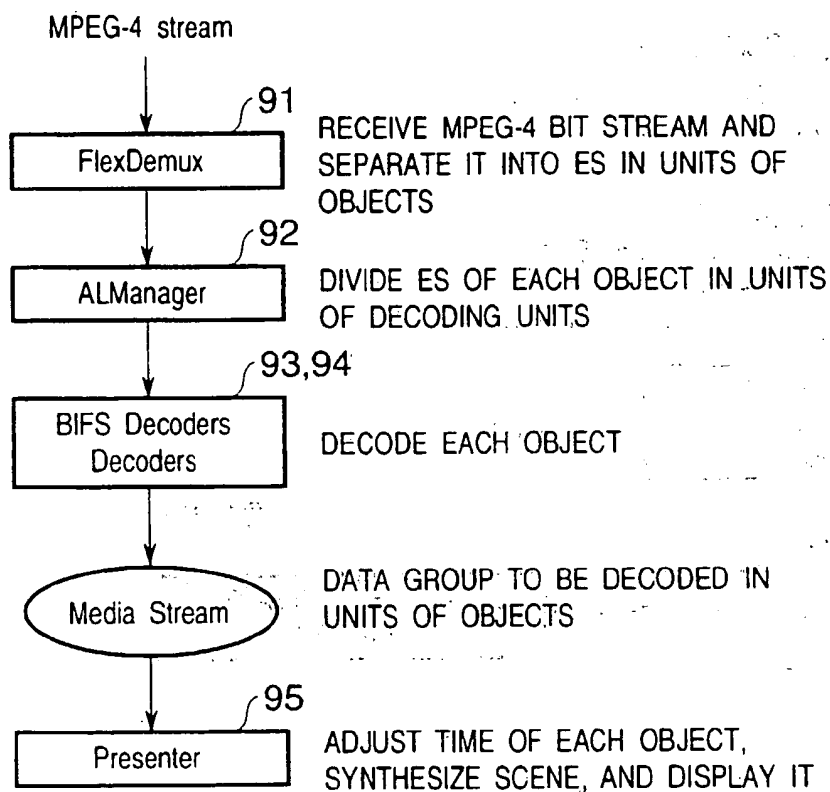 MPEG-4 stream
91
FlexDemux
RECEIVE MPEG-4 BIT STREAM AND
SEPARATE IT INTO ES IN UNITS OF
OBJECTS
92
ALManager
DIVIDE ES OF EACH OBJECT IN UNITS
OF DECODING UNITS
93,94
BIFS Decoders
Decoders
DECODE EACH OBJECT
Media Stream
DATA GROUP TO BE DECODED IN
UNITS OF OBJECTS
95
Presenter
ADJUST TIME OF EACH OBJECT,
SYNTHESIZE SCENE, AND DISPLAY IT